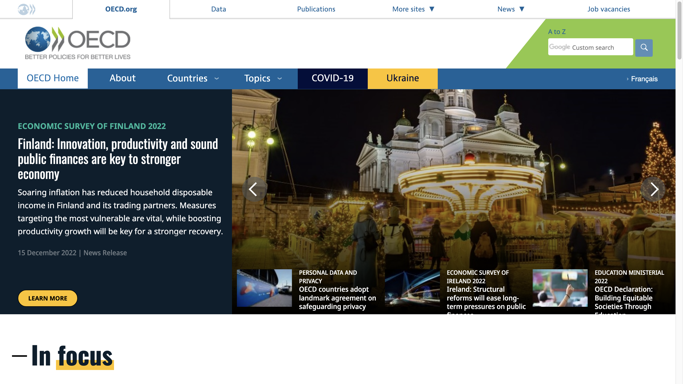 OECD.org
Data
Publications
More sites ▼
News ▼
Job vacancies
OECD
BETTER POLICIES FOR BETTER LIVES
A to Z
Google Custom search
OECD Home
About
Countries
Topics
COVID-19
Ukraine
› Français
ECONOMIC SURVEY OF FINLAND 2022
Finland: Innovation, productivity and sound
public finances are key to stronger
economy
Soaring inflation has reduced household disposable
income in Finland and its trading partners. Measures
targeting the most vulnerable are vital, while boosting
productivity growth will be key for a stronger recovery.
15 December 2022 | News Release
LEARN MORE
PERSONAL DATA AND
PRIVACY
OECD countries adopt
landmark agreement on
safeguarding privacy
ECONOMIC SURVEY OF
IRELAND 2022
Ireland: Structural
reforms will ease long-
term pressures on public
EDUCATION MINISTERIAL
2022
OECD Declaration:
Building Equitable
Societies Through
In focus